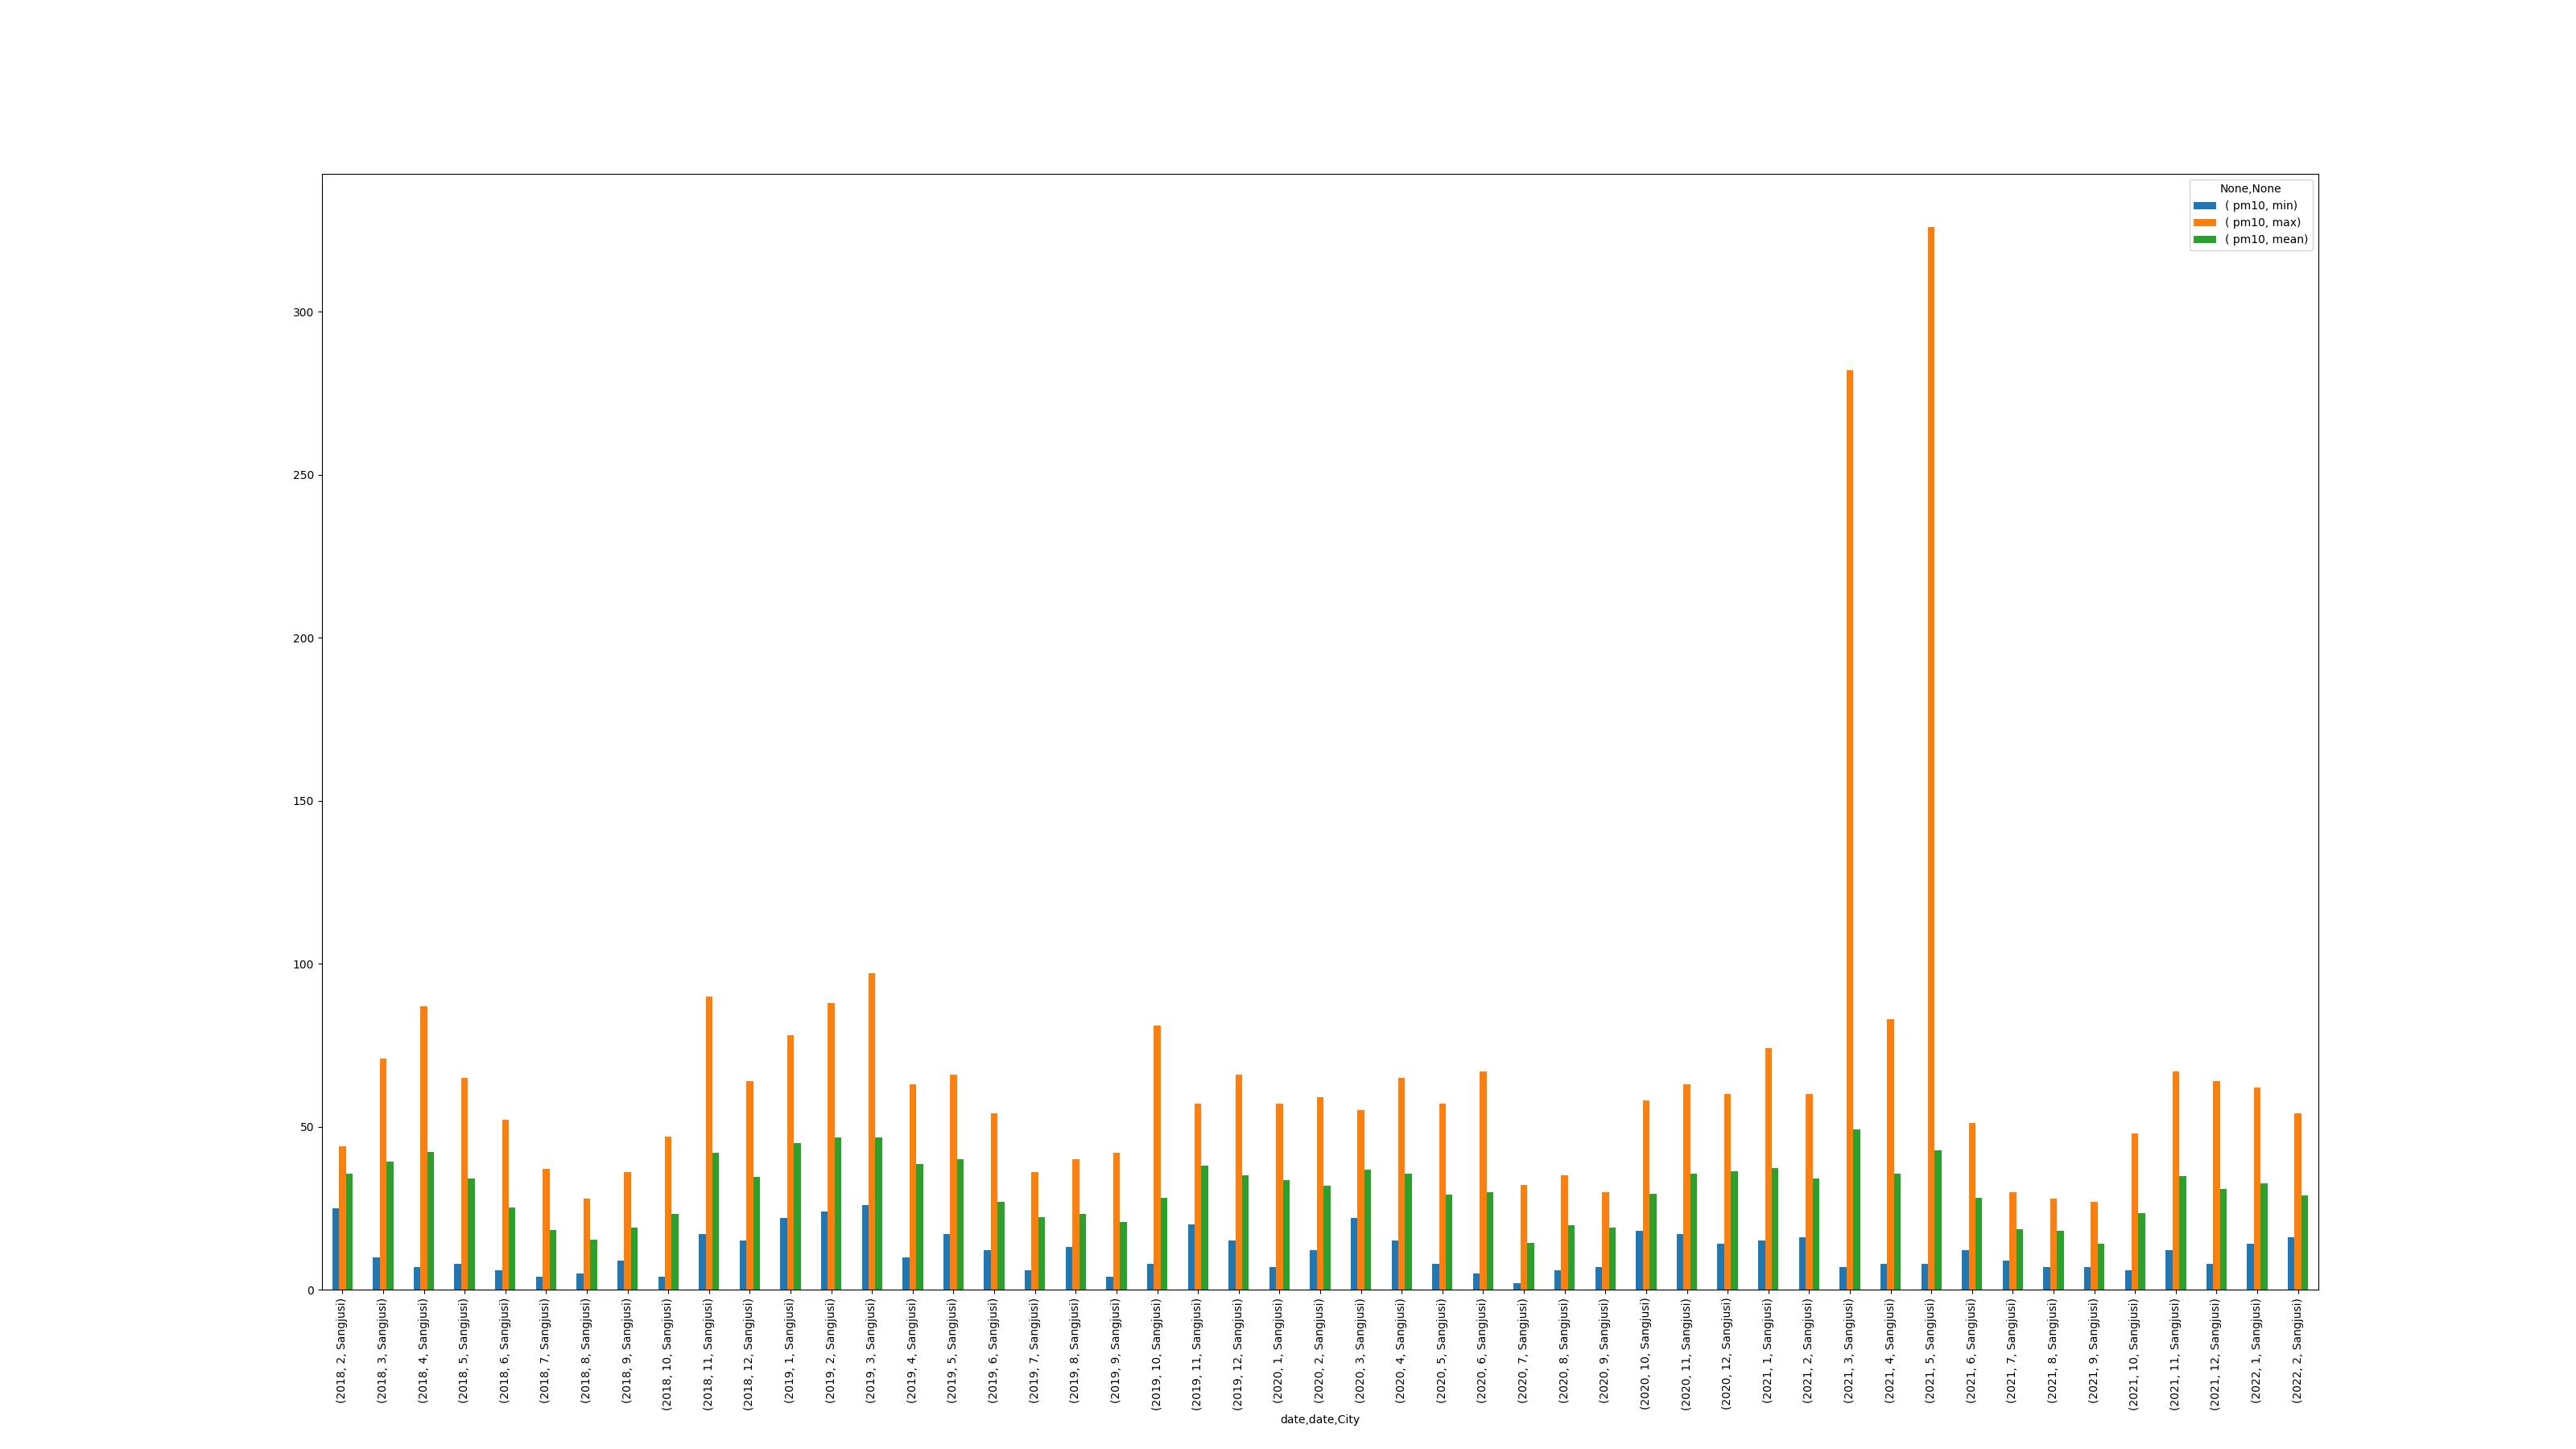 None,None
( pm10, min)
( pm10, max)
( pm10, mean)
300
250
200
150
100
50
0
(2018, 2, Sangjusi)
(2018, 3, Sangjusi)
(2018, 4, Sangjusi)
(2018, 5, Sangjusi)
(2018, 6, Sangjusi)
(2018, 7, Sangjusi)
(2018, 8, Sangjusi)
(2018, 9, Sangjusi)
(2018, 10, Sangjusi)
(2018, 11, Sangjusi)
(2018, 12, Sangjusi)
(2019, 1, Sangjusi)
(2019, 2, Sangjusi)
(2019, 3, Sangjusi)
(2019, 4, Sangjusi)
(2019, 5, Sangjusi)
(2019, 6, Sangjusi)
(2019, 7, Sangjusi)
(2019, 8, Sangjusi)
(2019, 9, Sangjusi)
(2019, 10, Sangjusi)
(2019, 11, Sangjusi)
(2019, 12, Sangjusi)
(2020, 1, Sangjusi)
(2020, 2, Sangjusi)
(2020, 3, Sangjusi)
(2020, 4, Sangjusi)
(2020, 5, Sangjusi)
(2020, 6, Sangjusi)
(2020, 7, Sangjusi)
(2020, 8, Sangjusi)
(2020, 9, Sangjusi)
(2020, 10, Sangjusi)
(2020, 11, Sangjusi)
(2020, 12, Sangjusi)
(2021, 1, Sangjusi)
(2021, 2, Sangjusi)
(2021, 3, Sangjusi)
(2021, 4, Sangjusi)
(2021, 5, Sangjusi)
(2021, 6, Sangjusi)
(2021, 7, Sangjusi)
(2021, 8, Sangjusi)
(2021, 9, Sangjusi)
(2021, 10, Sangjusi)
(2021, 11, Sangjusi)
(2021, 12, Sangjusi)
(2022, 1, Sangjusi)
(2022, 2, Sangjusi)
date,date,City